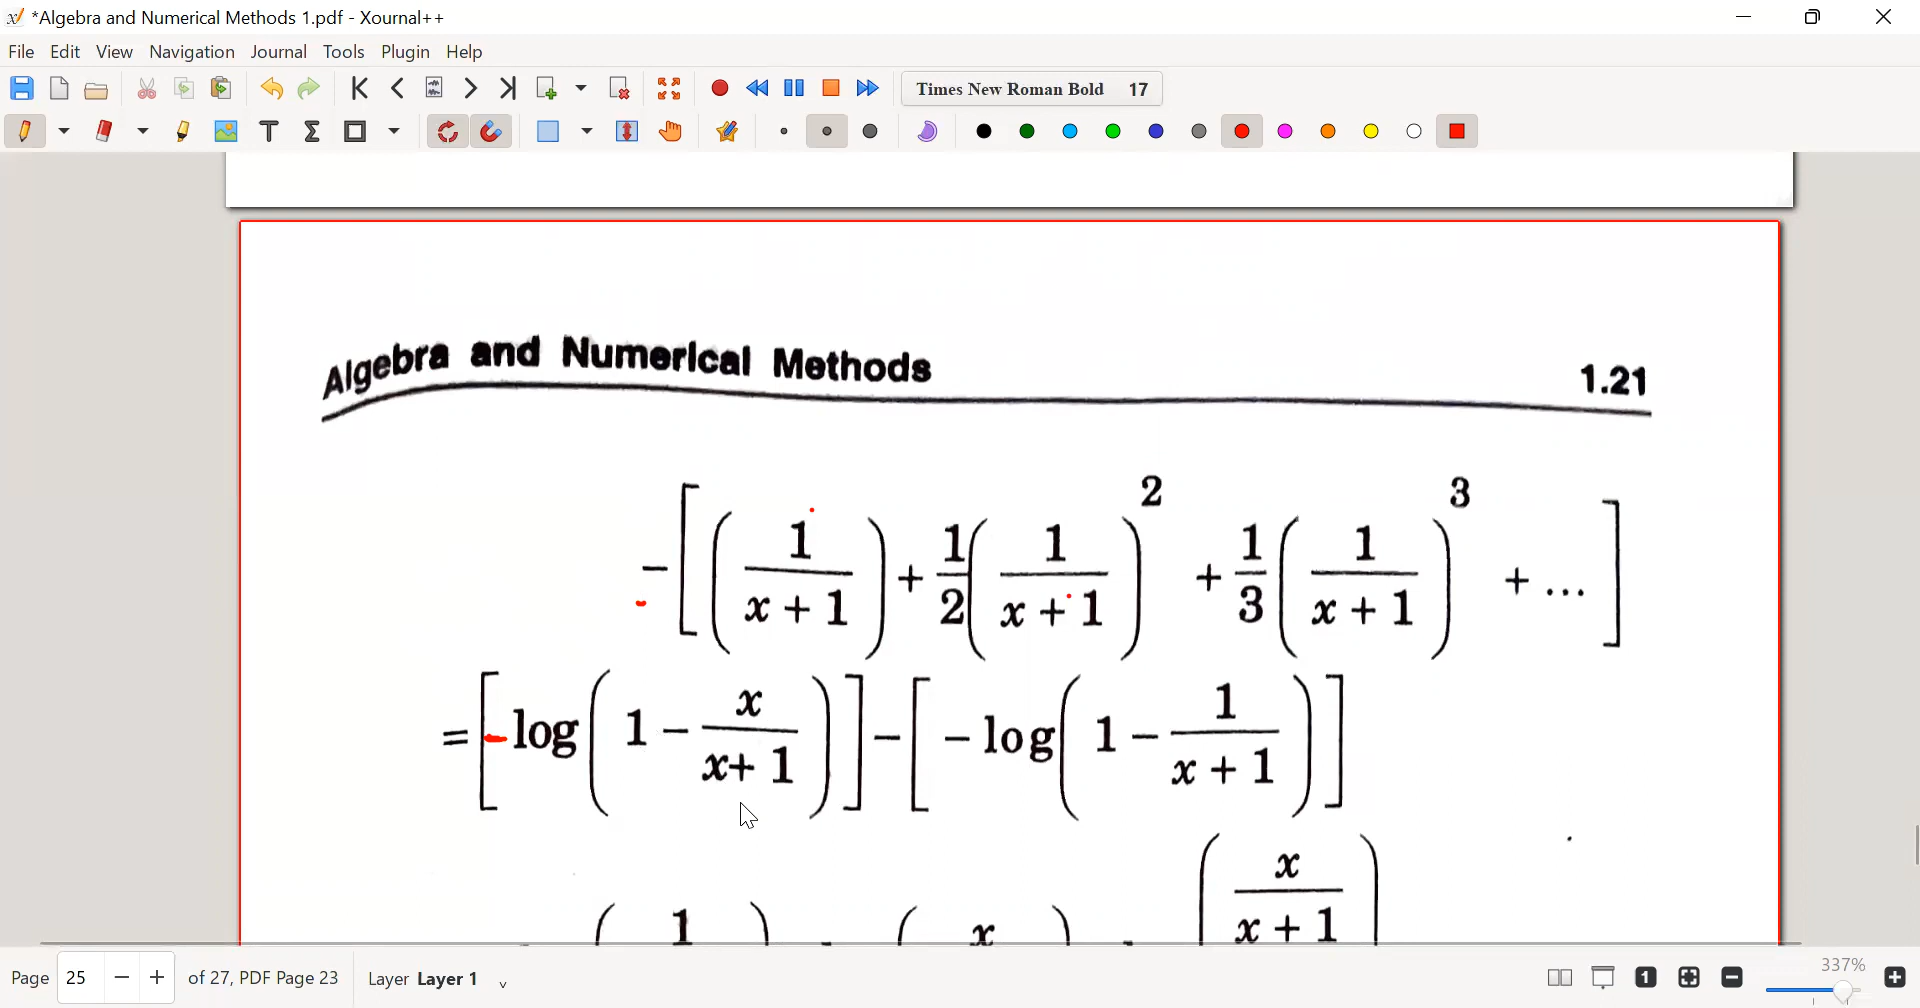 *Algebra and Numerical Methods 1.pdf - Xournal++
File Edit View Navigation Journal Tools Plugin Help
Times New Roman Bold 17
Algebra and Numerical Methods 1.21
- [ ( 1/(x + 1) ) + 1/2 ( 1/(x + 1) )^2 + 1/3 ( 1/(x + 1) )^3 + ... ]
= [ - log ( 1 - x/(x + 1) ) ] - [ - log ( 1 - 1/(x + 1) ) ]
( 1 ) ( x ) ( x/(x + 1) )
Page 25 of 27, PDF Page 23 Layer Layer 1 337%